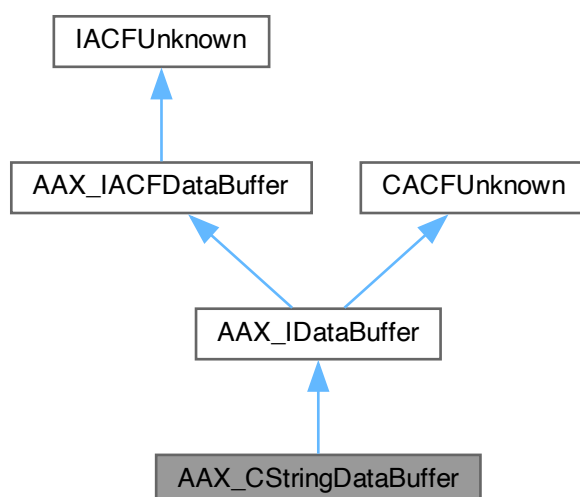 IACFUnknown
AAX_IACFDataBuffer
CACFUnknown
AAX_IDataBuffer
AAX_CStringDataBuffer